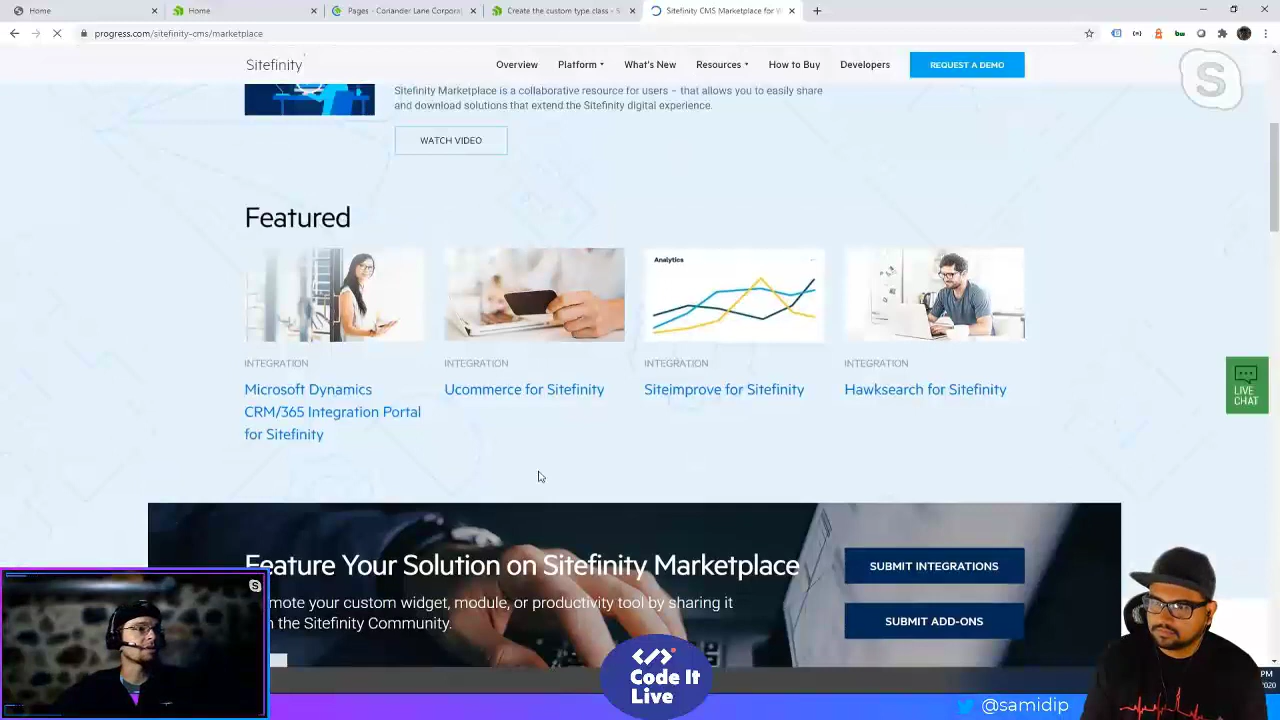 Home
Home
Pages - Coriander Lane Corpora
Create the custom type class - S
Sitefinity CMS Marketplace for W
progress.com/sitefinity-cms/marketplace
Sitefinity
Overview
Platform
What's New
Resources
How to Buy
Developers
REQUEST A DEMO
Sitefinity Marketplace is a collaborative resource for users – that allows you to easily share
and download solutions that extend the Sitefinity digital experience.
WATCH VIDEO
Featured
Analytics
INTEGRATION
Microsoft Dynamics
CRM/365 Integration Portal
for Sitefinity
INTEGRATION
Ucommerce for Sitefinity
INTEGRATION
Siteimprove for Sitefinity
INTEGRATION
Hawksearch for Sitefinity
LIVE
CHAT
Feature Your Solution on Sitefinity Marketplace
mote your custom widget, module, or productivity tool by sharing it
the Sitefinity Community.
SUBMIT INTEGRATIONS
SUBMIT ADD-ONS
Code It
Live
@samidip
PM
2020